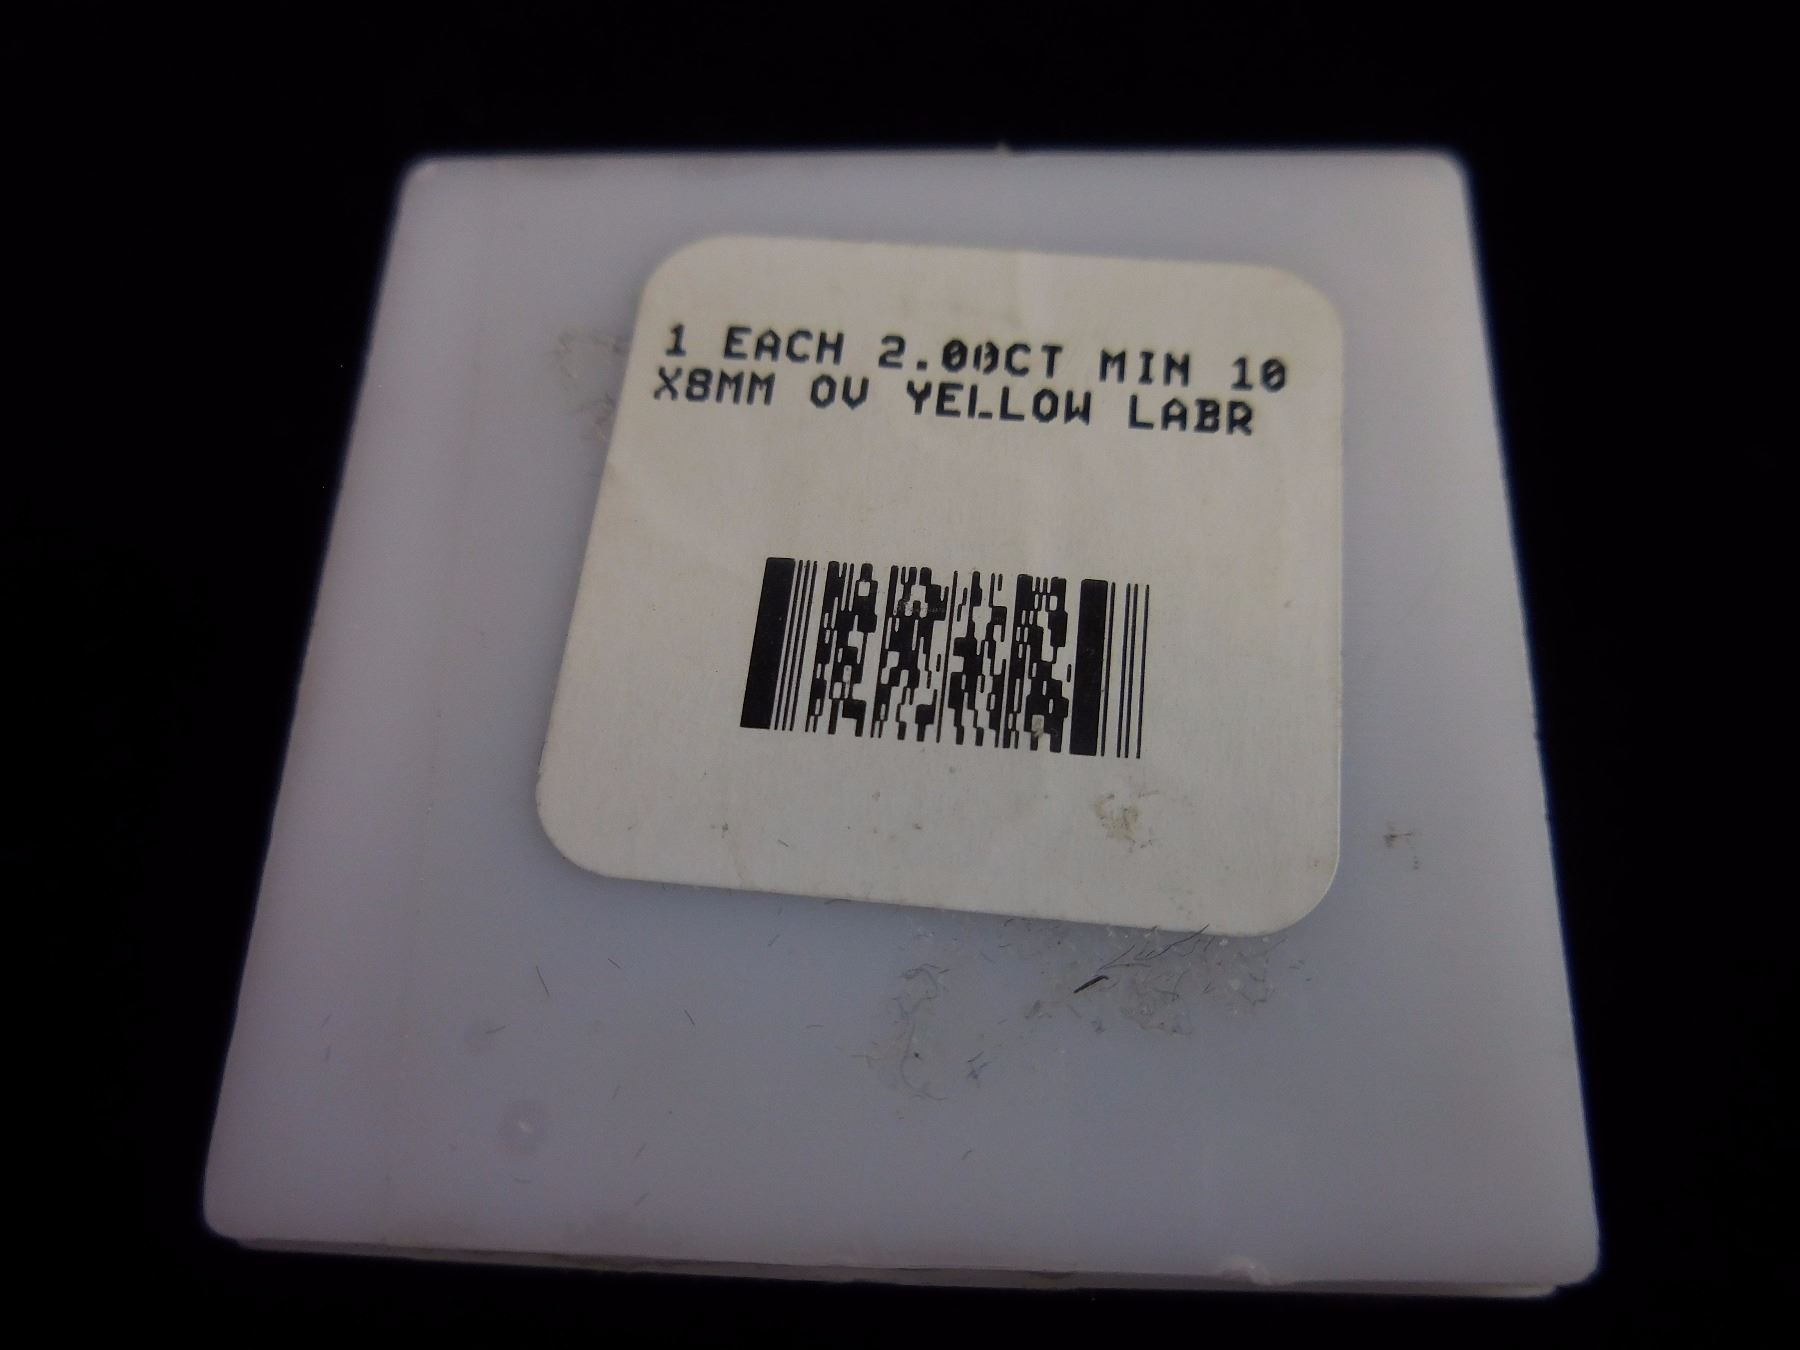 1 EACH 2.00CT MIN 10
X8MM OV YELLOW LABR